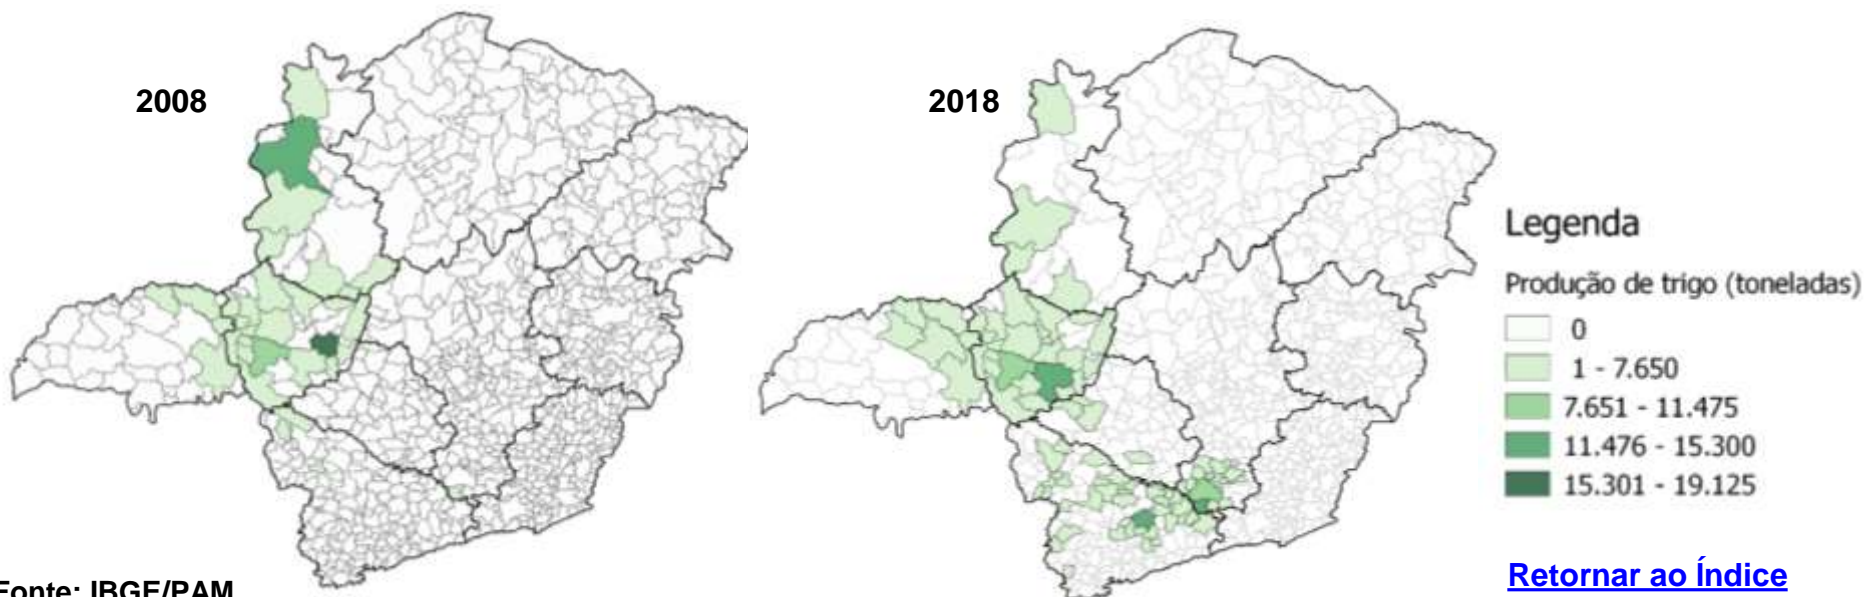 2008
2018
Legenda
Produção de trigo (toneladas)
0
1 - 7.650
7.651 - 11.475
11.476 - 15.300
15.301 - 19.125
Fonte: IBGE/PAM
Retornar ao Índice